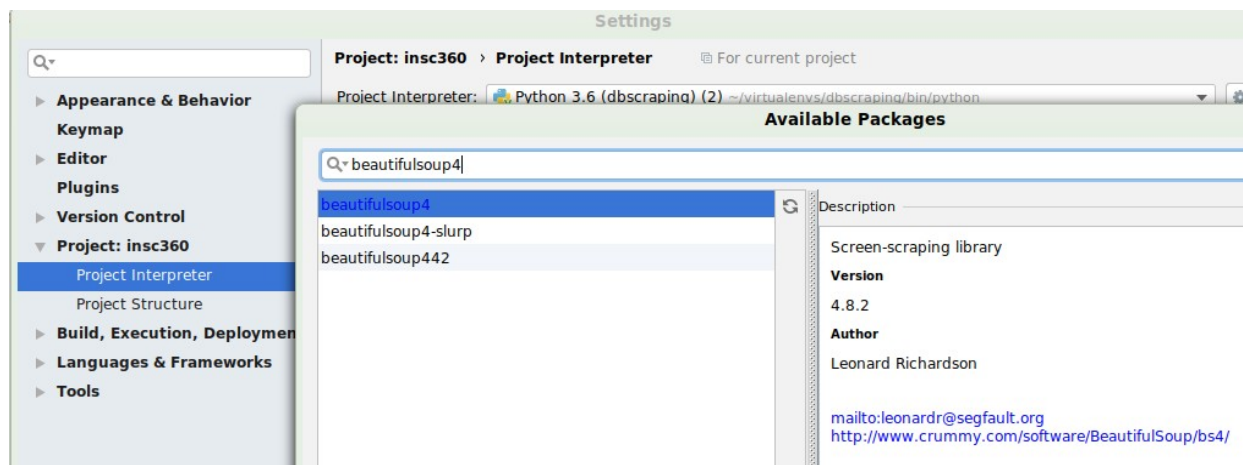 Settings
Project: insc360 › Project Interpreter For current project
Project Interpreter: Python 3.6 (dbscraping) (2) ~/virtualenvs/dbscraping/bin/python
Appearance & Behavior
Keymap
Editor
Plugins
Version Control
Project: insc360
Project Interpreter
Project Structure
Build, Execution, Deploymen
Languages & Frameworks
Tools
Available Packages
beautifulsoup4
beautifulsoup4
beautifulsoup4-slurp
beautifulsoup442
Description
Screen-scraping library
Version
4.8.2
Author
Leonard Richardson
mailto:leonardr@segfault.org
http://www.crummy.com/software/BeautifulSoup/bs4/